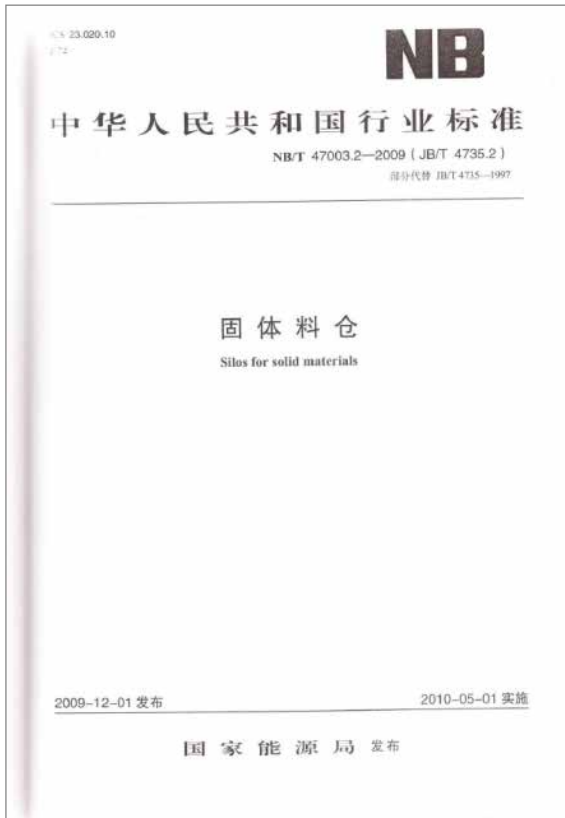 ICS 23.020.10
NB
中华人民共和国行业标准
NB/T 47003.2—2009（JB/T 4735.2）
部分代替 JB/T 4735—1997
固体料仓
Silos for solid materials
2009-12-01 发布
2010-05-01 实施
国家能源局 发布